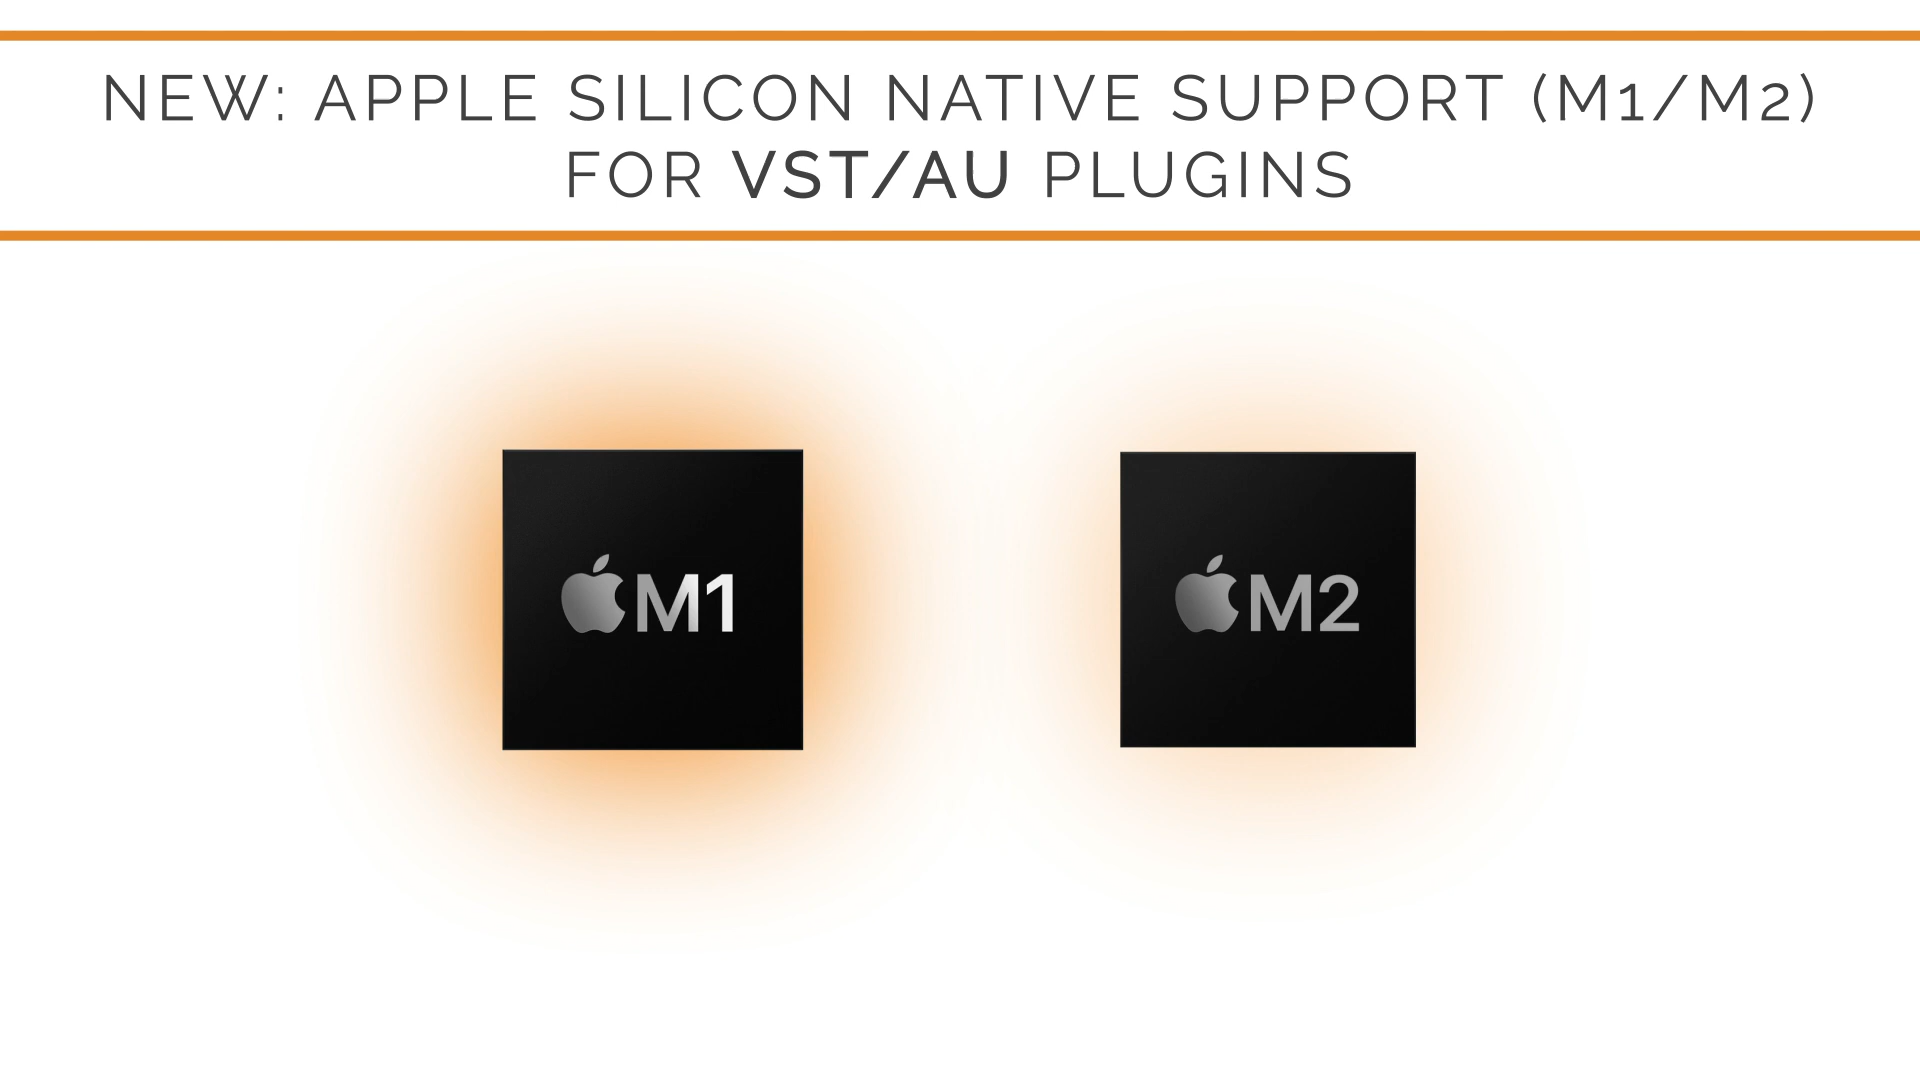 NEW: APPLE SILICON NATIVE SUPPORT (M1/M2)
FOR VST/AU PLUGINS
M1
M2